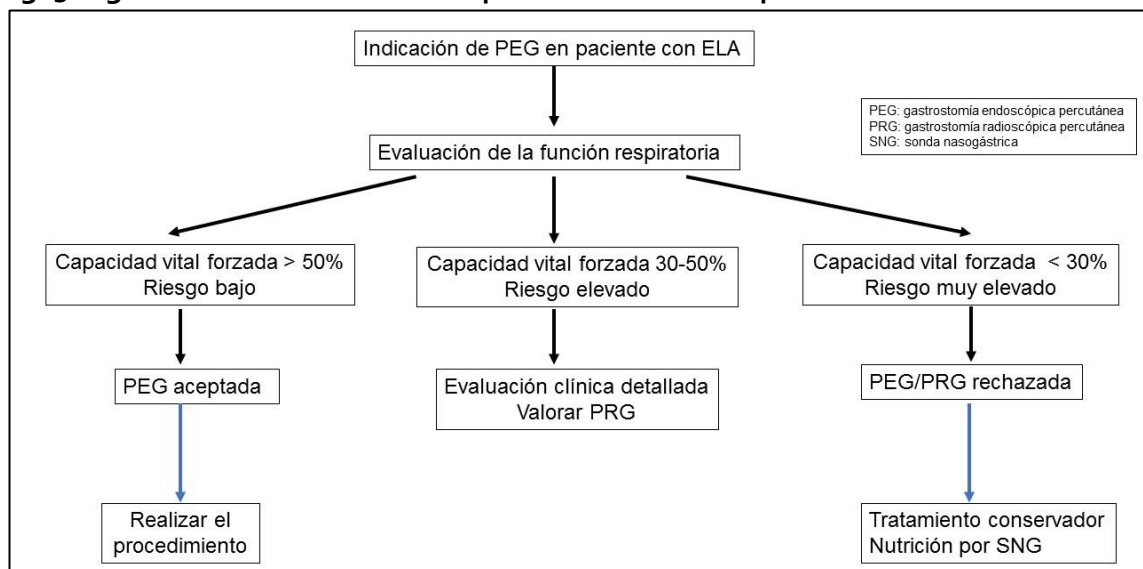 Indicación de PEG en paciente con ELA
PEG: gastrostomía endoscópica percutánea
PRG: gastrostomía radioscópica percutánea
SNG: sonda nasogástrica
Evaluación de la función respiratoria
Capacidad vital forzada > 50%
Riesgo bajo
Capacidad vital forzada 30-50%
Riesgo elevado
Capacidad vital forzada < 30%
Riesgo muy elevado
PEG aceptada
Evaluación clínica detallada
Valorar PRG
PEG/PRG rechazada
Realizar el
procedimiento
Tratamiento conservador
Nutrición por SNG